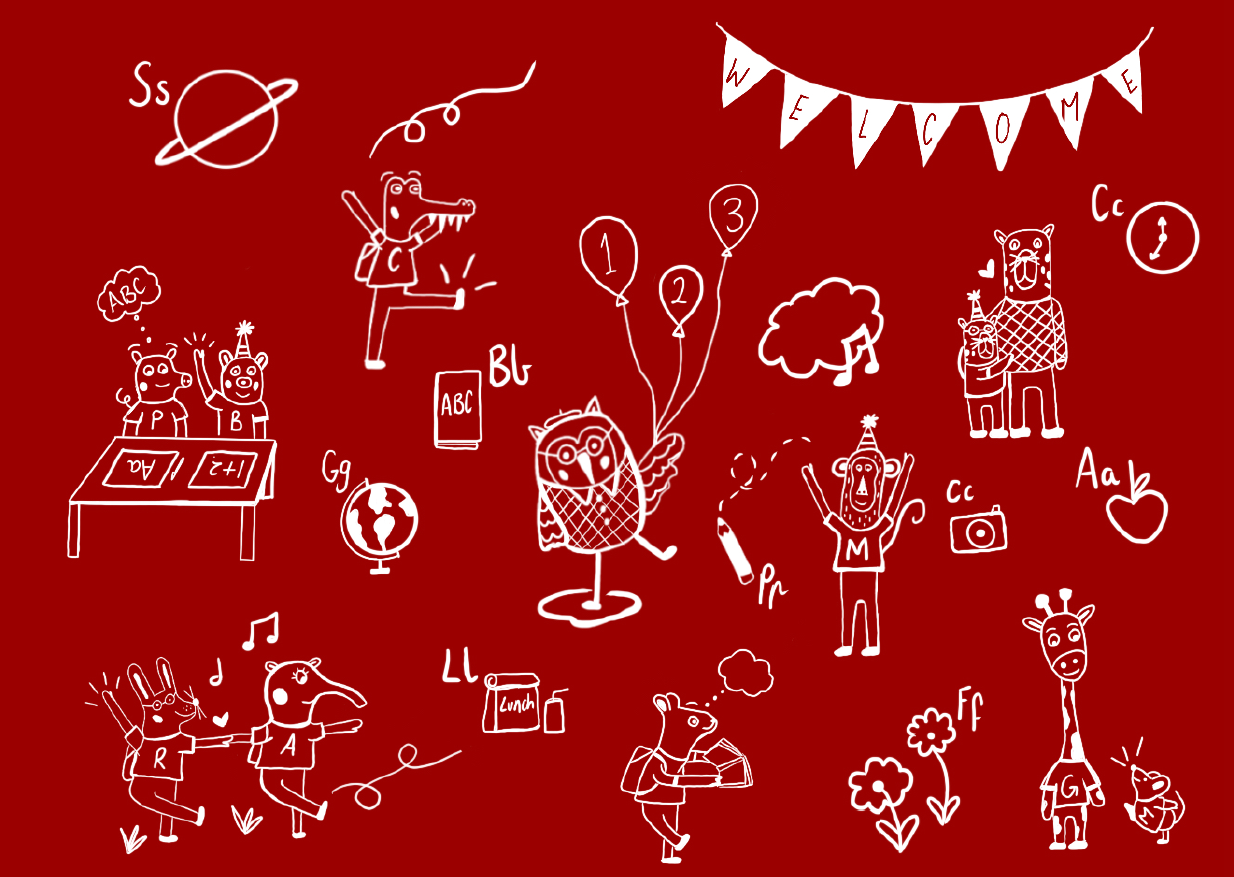 WELCOME
Ss
Cc
3
1
2
C
ABC
Bb
ABC
P
B
Aa
1+2
Gg
Aa
Cc
M
Pp
Ll
Lunch
R
A
Ff
G
M